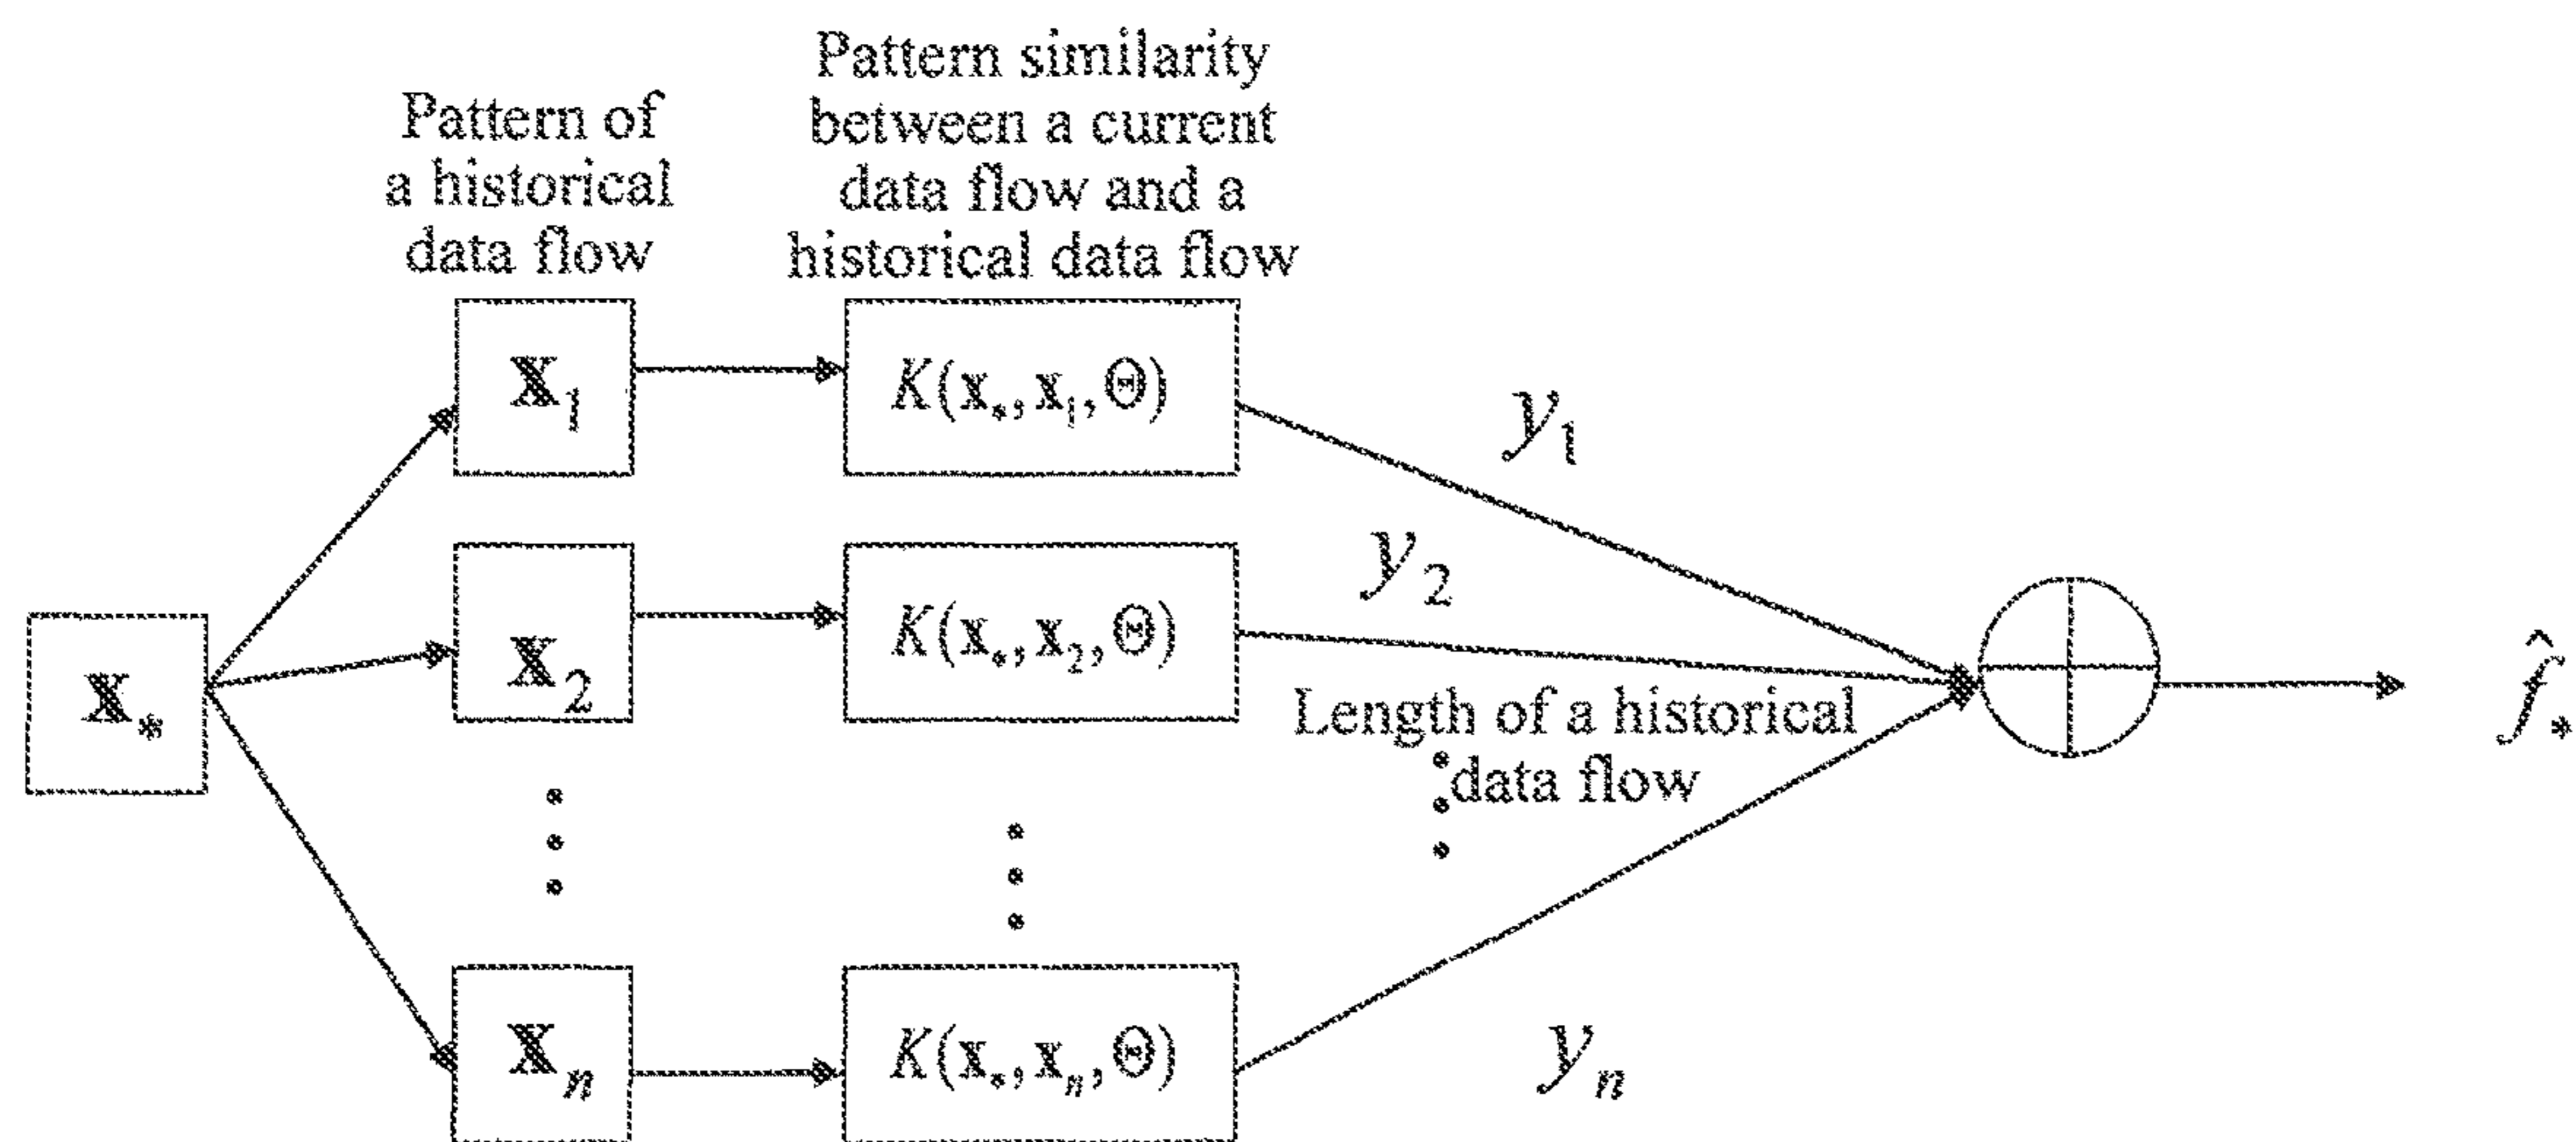 Pattern of
a historical
data flow
Pattern similarity
between a current
data flow and a
historical data flow
x₁
K(x*, x₁, Θ)
y₁
x₂
K(x*, x₂, Θ)
y₂
x*
Length of a historical
data flow
f̂*
xₙ
K(x*, xₙ, Θ)
yₙ